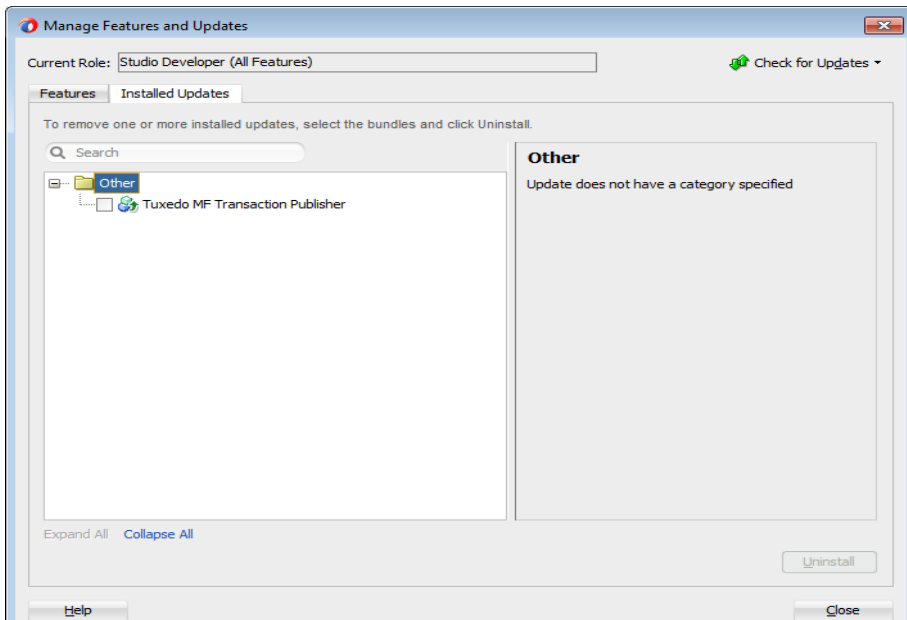 Manage Features and Updates
Current Role: Studio Developer (All Features)
Check for Updates
Features
Installed Updates
To remove one or more installed updates, select the bundles and click Uninstall.
Search
Other
Tuxedo MF Transaction Publisher
Other
Update does not have a category specified
Expand All
Collapse All
Uninstall
Help
Close